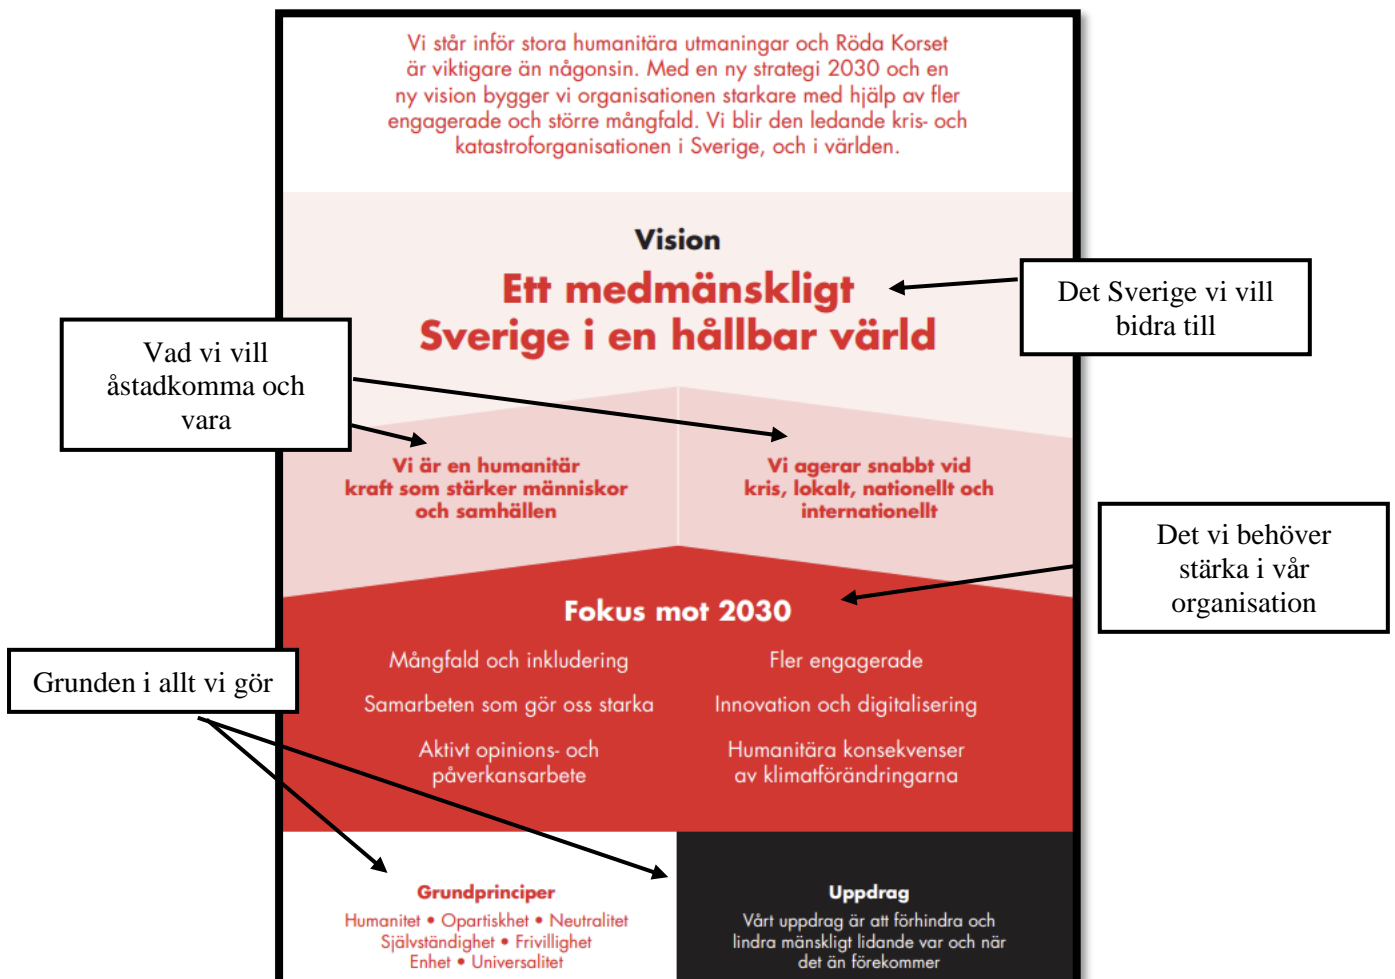 Vi står inför stora humanitära utmaningar och Röda Korset
är viktigare än någonsin. Med en ny strategi 2030 och en
ny vision bygger vi organisationen starkare med hjälp av fler
engagerade och större mångfald. Vi blir den ledande kris- och
katastroforganisationen i Sverige, och i världen.
Vision
Ett medmänskligt
Sverige i en hållbar värld
Det Sverige vi vill
bidra till
Vad vi vill
åstadkomma och
vara
Vi är en humanitär
kraft som stärker människor
och samhällen
Vi agerar snabbt vid
kris, lokalt, nationellt och
internationellt
Det vi behöver
stärka i vår
organisation
Fokus mot 2030
Mångfald och inkludering
Fler engagerade
Samarbeten som gör oss starka
Innovation och digitalisering
Aktivt opinions- och
påverkansarbete
Humanitära konsekvenser
av klimatförändringarna
Grunden i allt vi gör
Grundprinciper
Humanitet • Opartiskhet • Neutralitet
Självständighet • Frivillighet
Enhet • Universalitet
Uppdrag
Vårt uppdrag är att förhindra och
lindra mänskligt lidande var och när
det än förekommer